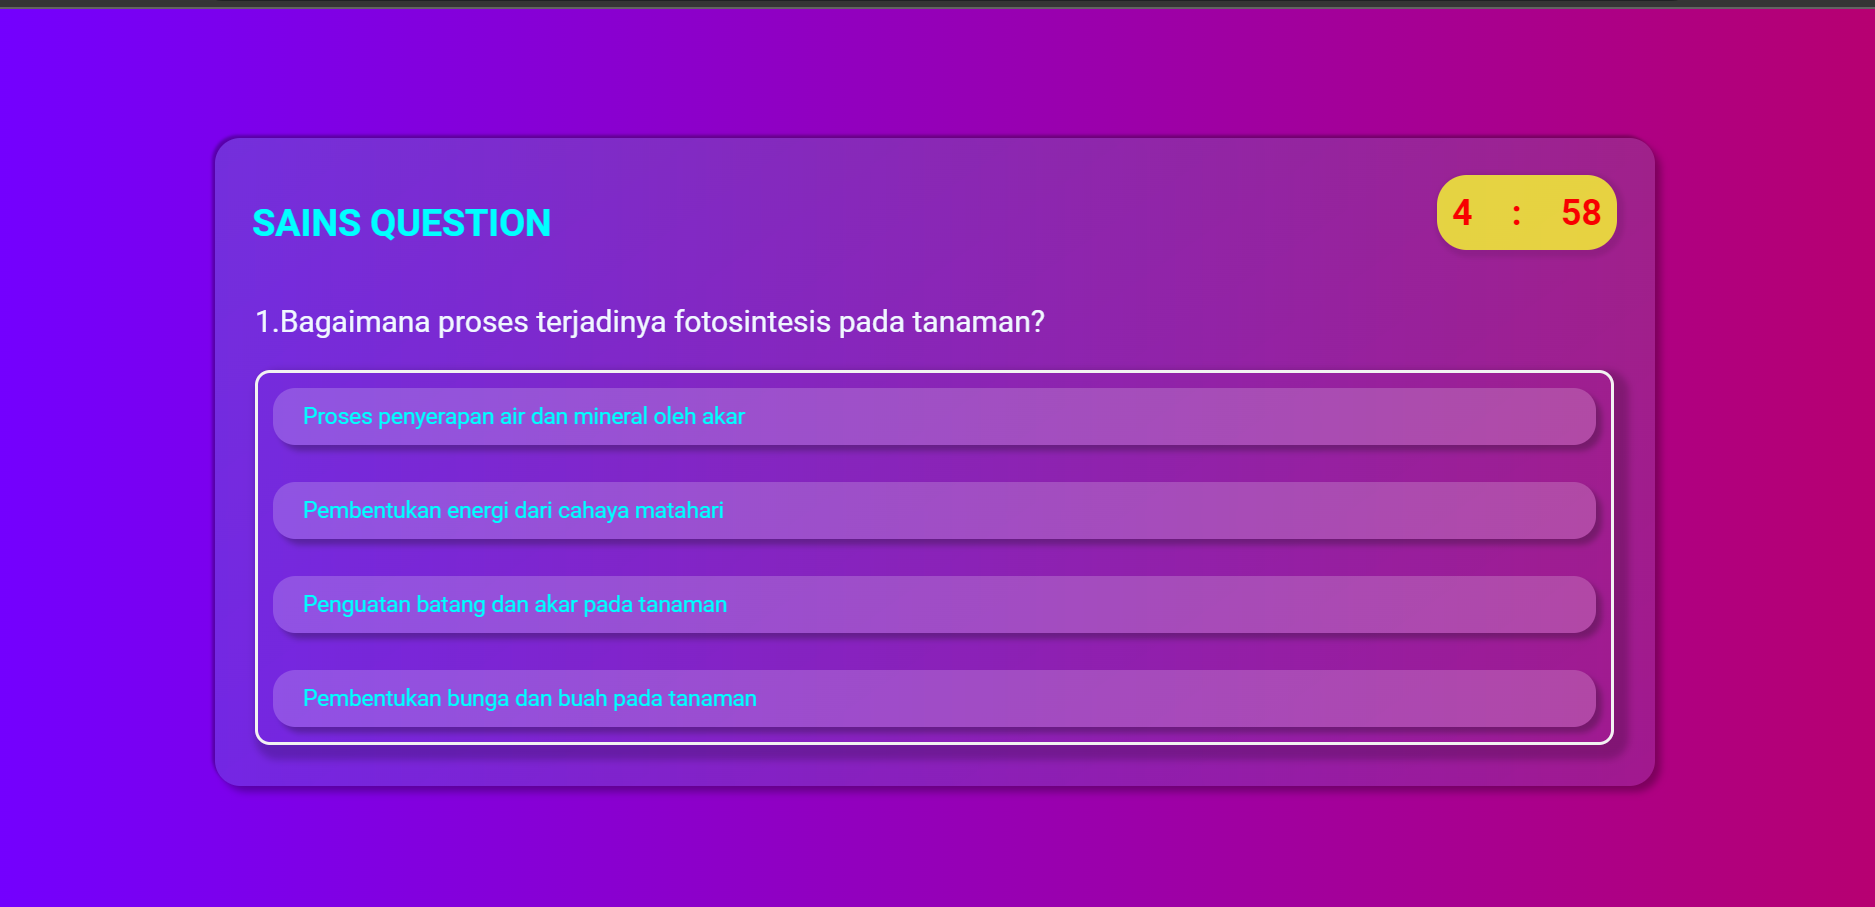 SAINS QUESTION
4 : 58
1.Bagaimana proses terjadinya fotosintesis pada tanaman?
Proses penyerapan air dan mineral oleh akar
Pembentukan energi dari cahaya matahari
Penguatan batang dan akar pada tanaman
Pembentukan bunga dan buah pada tanaman